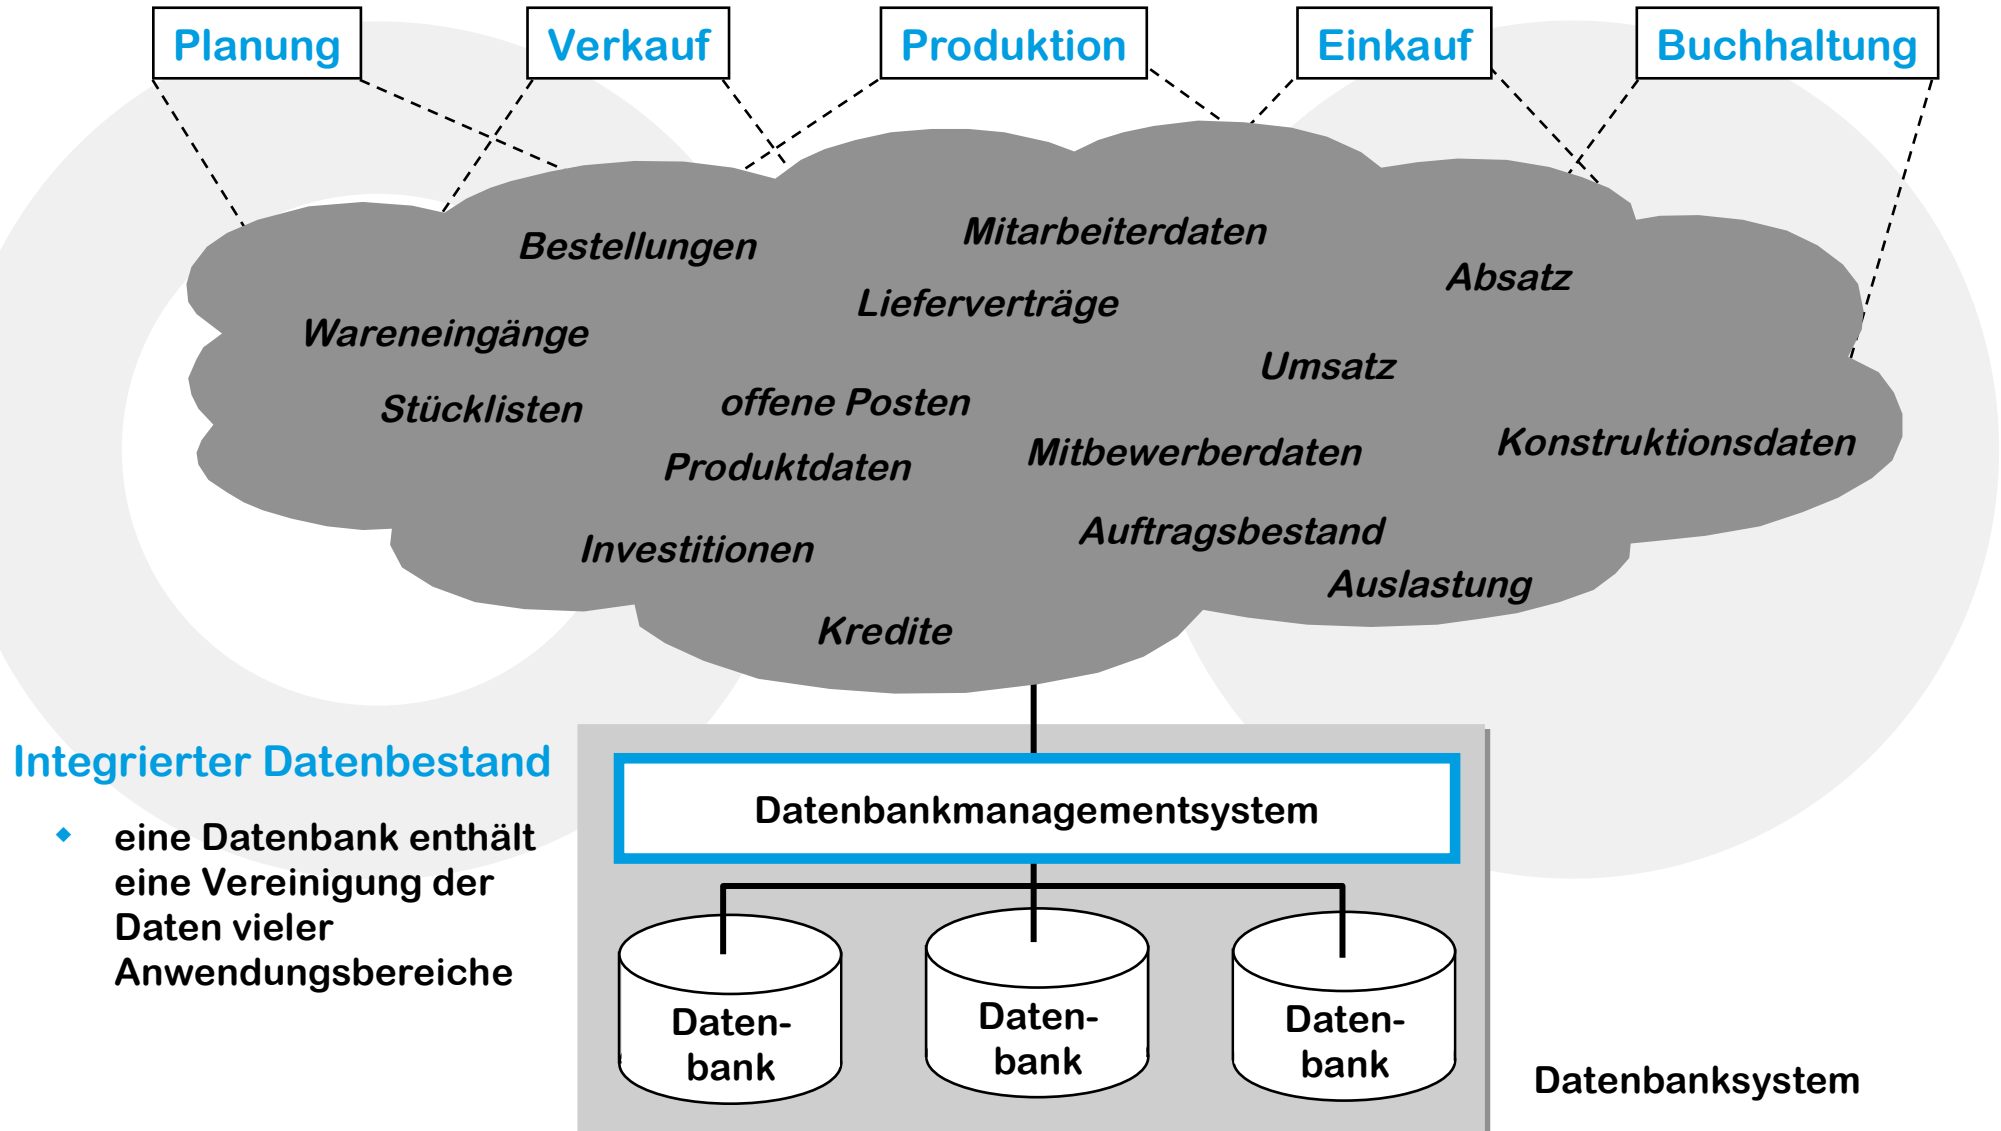 Planung Verkauf Produktion Einkauf Buchhaltung
Mitarbeiterdaten
Bestellungen
Absatz
Lieferverträge
Wareneingänge
Umsatz
offene Posten
Stücklisten
Konstruktionsdaten
Mitbewerberdaten
Produktdaten
Auftragsbestand
Investitionen
Auslastung
Kredite
Integrierter Datenbestand
eine Datenbank enthält
eine Vereinigung der
Daten vieler
Anwendungsbereiche
Datenbankmanagementsystem
Daten-
bank
Daten-
bank
Daten-
bank
Datenbanksystem